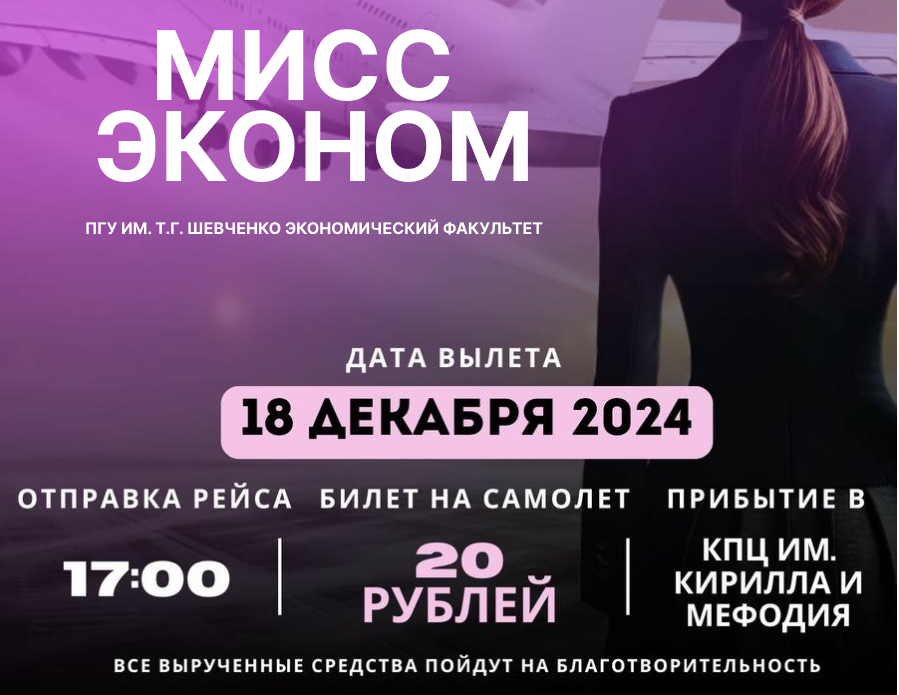 МИСС
ЭКОНОМ
ПГУ ИМ. Т.Г. ШЕВЧЕНКО ЭКОНОМИЧЕСКИЙ ФАКУЛЬТЕТ
ДАТА ВЫЛЕТА
18 ДЕКАБРЯ 2024
ОТПРАВКА РЕЙСА
17:00
БИЛЕТ НА САМОЛЕТ
20
РУБЛЕЙ
ПРИБЫТИЕ В
КПЦ ИМ.
КИРИЛЛА И
МЕФОДИЯ
ВСЕ ВЫРУЧЕННЫЕ СРЕДСТВА ПОЙДУТ НА БЛАГОТВОРИТЕЛЬНОСТЬ